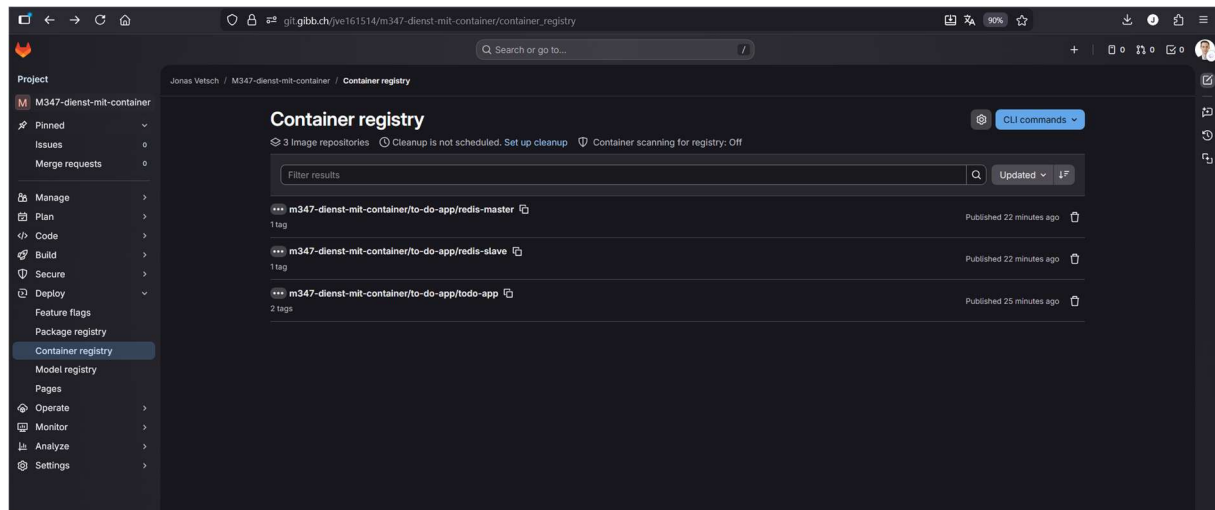 git.gibb.ch/jve161514/m347-dienst-mit-container/container_registry
90%
Search or go to...
/
0
0
0
Project
Jonas Vetsch / M347-dienst-mit-container / Container registry
M M347-dienst-mit-container
Pinned
Issues 0
Merge requests 0
Manage
Plan
Code
Build
Secure
Deploy
Feature flags
Package registry
Container registry
Model registry
Pages
Operate
Monitor
Analyze
Settings
Container registry
CLI commands
3 Image repositories Cleanup is not scheduled. Set up cleanup Container scanning for registry: Off
Filter results
Updated
m347-dienst-mit-container/to-do-app/redis-master
Published 22 minutes ago
1 tag
m347-dienst-mit-container/to-do-app/redis-slave
Published 22 minutes ago
1 tag
m347-dienst-mit-container/to-do-app/todo-app
Published 25 minutes ago
2 tags